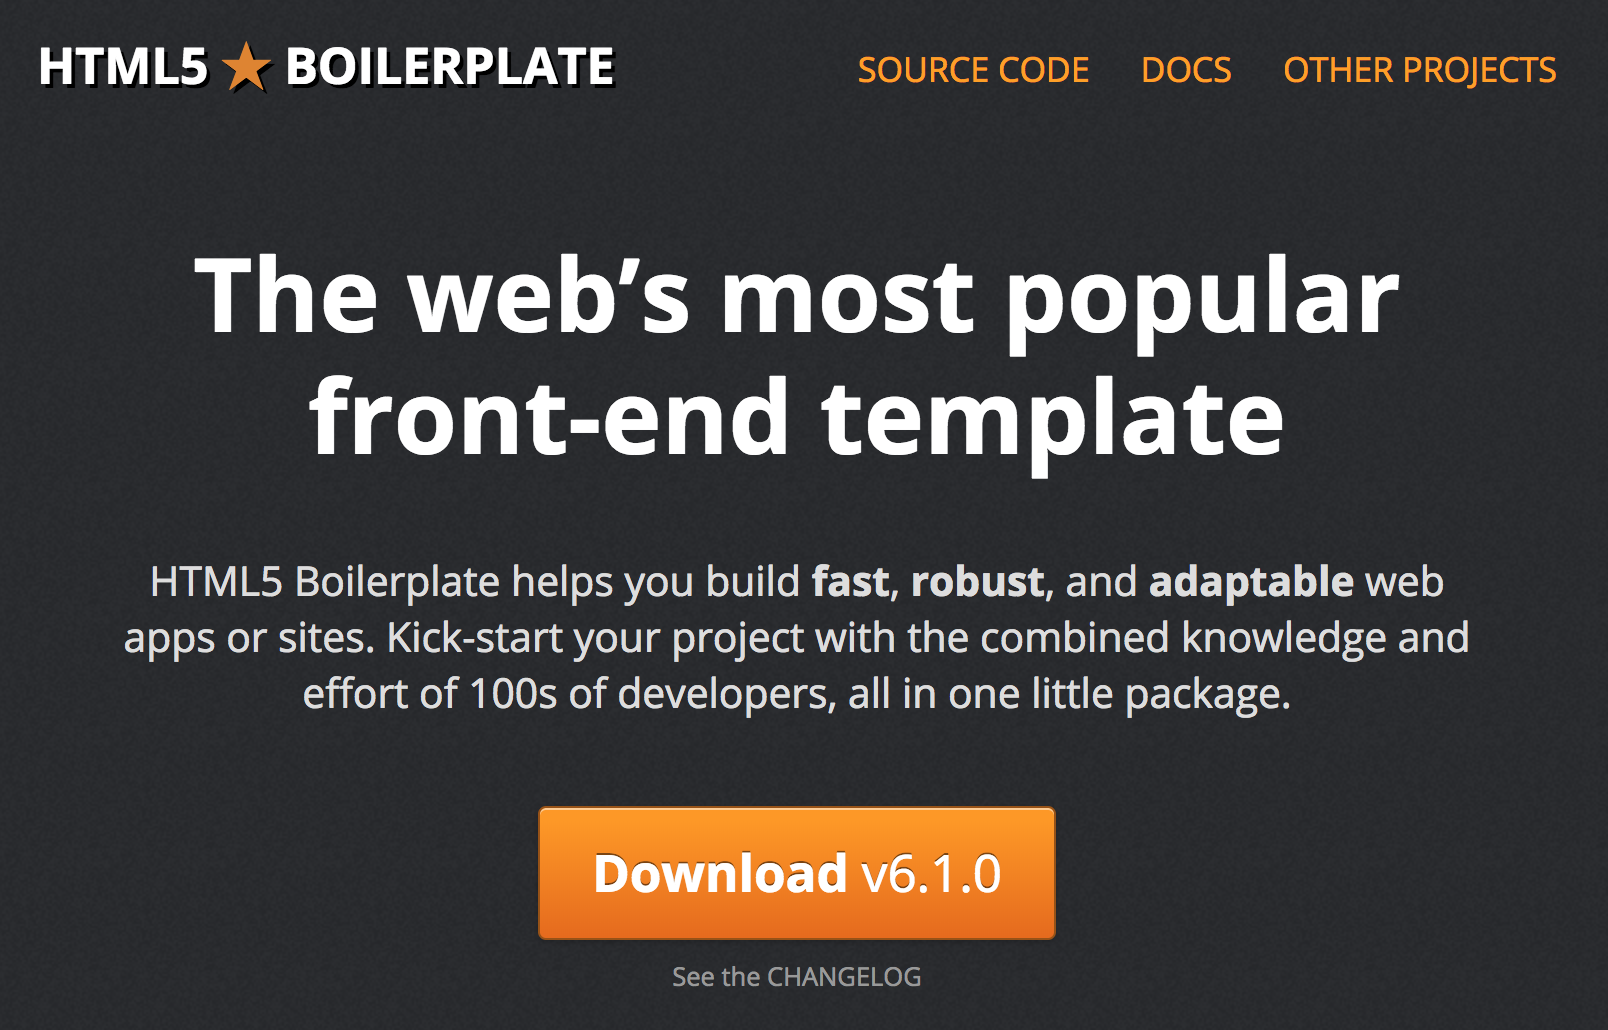 HTML5 ★ BOILERPLATE
SOURCE CODE DOCS OTHER PROJECTS
The web’s most popular
front-end template
HTML5 Boilerplate helps you build fast, robust, and adaptable web
apps or sites. Kick-start your project with the combined knowledge and
effort of 100s of developers, all in one little package.
Download v6.1.0
See the CHANGELOG